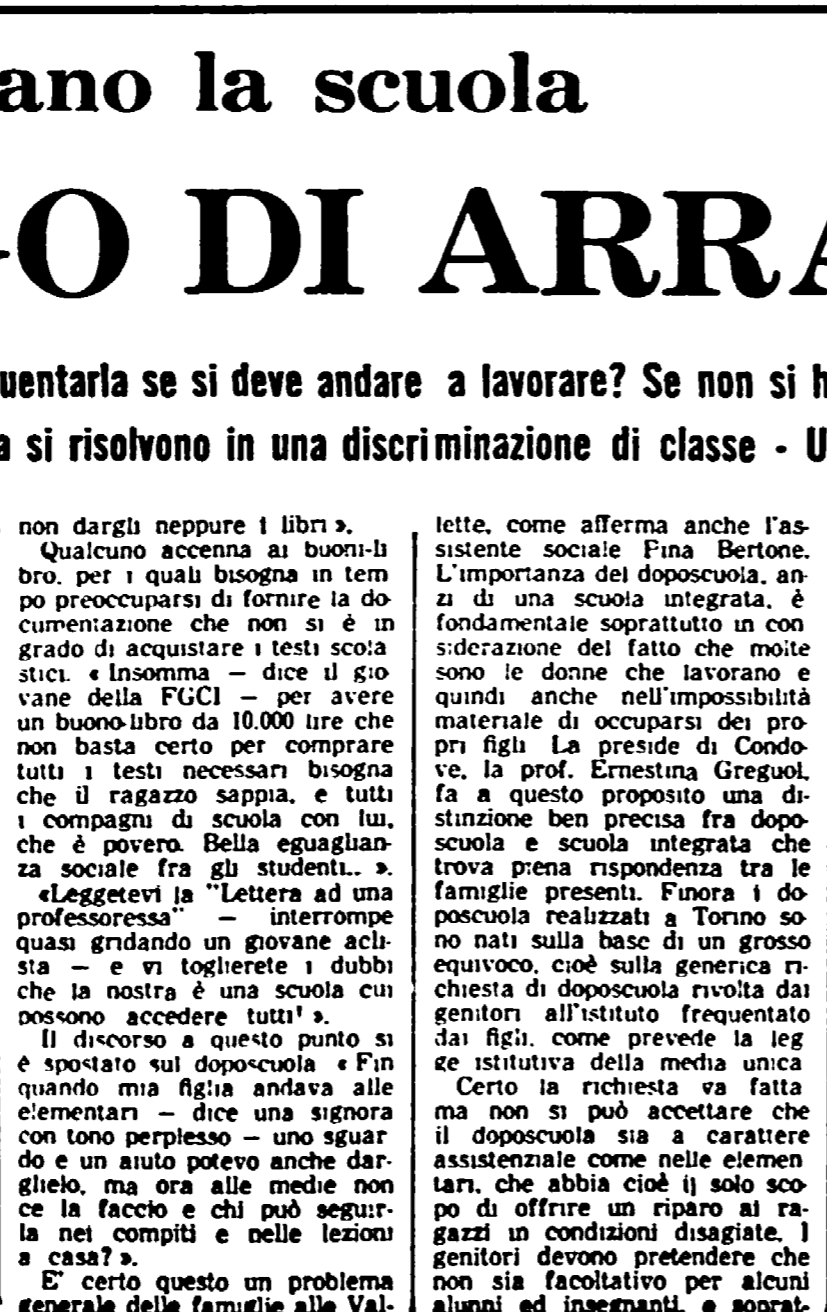 ano la scuola
O DI ARRA
uentarla se si deve andare a lavorare? Se non si h
a si risolvono in una discriminazione di classe - U
non dargli neppure i libri ».
Qualcuno accenna ai buoni-li
bro. per i quali bisogna in tem
po preoccuparsi di fornire la do-
cumentazione che non si è in
grado di acquistare i testi scola
stici. « Insomma — dice il gio-
vane della FGCI — per avere
un buono-libro da 10.000 lire che
non basta certo per comprare
tutti i testi necessari bisogna
che il ragazzo sappia, e tutti
i compagni di scuola con lui,
che è povero. Bella eguaglian-
za sociale fra gli studenti.. ».
«Leggetevi la "Lettera ad una
professoressa" — interrompe
quasi gridando un giovane acli-
sta — e vi toglierete i dubbi
che la nostra è una scuola cui
possono accedere tutti! ».
Il discorso a questo punto si
è spostato sul doposcuola « Fin
quando mia figlia andava alle
elementari — dice una signora
con tono perplesso — uno sguar
do e un aiuto potevo anche dar-
glielo, ma ora alle medie non
ce la faccio e chi può seguir-
la nei compiti e nelle lezioni
a casa? ».
E' certo questo un problema
generale delle famiglie alle Val-
lette, come afferma anche l'as-
sistente sociale Fina Bertone.
L'importanza del doposcuola, an-
zi di una scuola integrata, è
fondamentale soprattutto in con
siderazione del fatto che molte
sono le donne che lavorano e
quindi anche nell'impossibilità
materiale di occuparsi dei pro
pri figli La preside di Condo-
ve, la prof. Ernestina Greguol,
fa a questo proposito una di-
stinzione ben precisa fra dopo-
scuola e scuola integrata che
trova piena rispondenza tra le
famiglie presenti. Finora i do-
poscuola realizzati a Torino so-
no nati sulla base di un grosso
equivoco, cioè sulla generica ri-
chiesta di doposcuola rivolta dai
genitori all'istituto frequentato
dai figli, come prevede la leg
ge istitutiva della media unica
Certo la richiesta va fatta
ma non si può accettare che
il doposcuola sia a carattere
assistenziale come nelle elemen
tari, che abbia cioè il solo sco-
po di offrire un riparo ai ra-
gazzi in condizioni disagiate. I
genitori devono pretendere che
non sia facoltativo per alcuni
alunni ed insegnanti, e soprat-